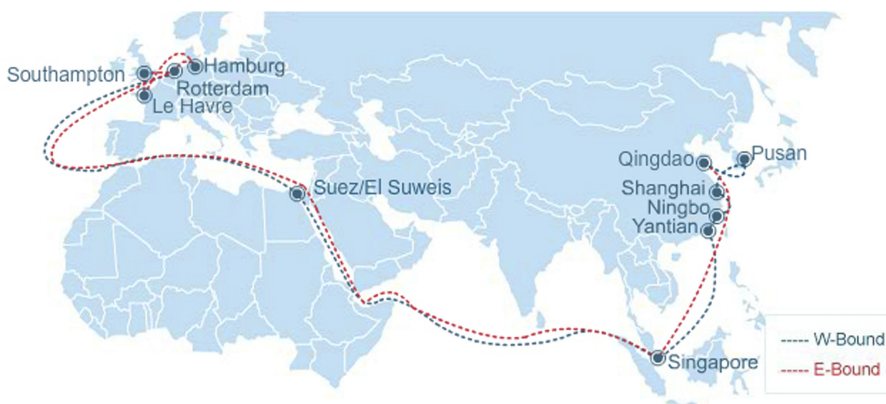 Southampton
Hamburg
Rotterdam
Le Havre
Suez/El Suweis
Qingdao
Pusan
Shanghai
Ningbo
Yantian
Singapore
W-Bound
E-Bound